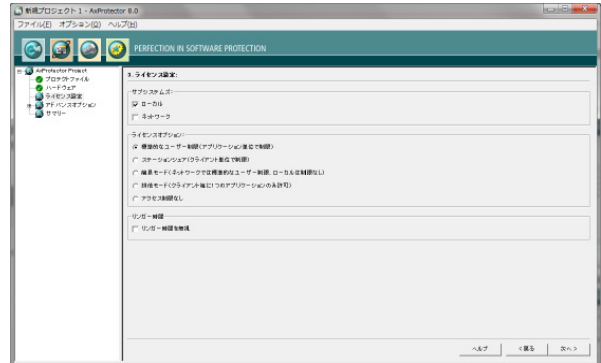 新規プロジェクト 1 - AxProtector 8.0
ファイル(F) オプション(O) ヘルプ(H)
PERFECTION IN SOFTWARE PROTECTION
AxProtector Project
プロテクトファイル
ハードウェア
ライセンス設定
アドバンスオプション
サマリー
3. ライセンス設定:
サブシステムズ:
ローカル
ネットワーク
ライセンスオプション:
標準的なユーザー制限(アプリケーション単位で制限)
ステーションシェア(クライアント単位で制限)
簡易モード(ネットワークでは標準的なユーザー制限、ローカルは制限なし)
排他モード(クライアント毎に1つのアプリケーションのみ許可)
アクセス制限なし
リンガー時間
リンガー時間を無視
ヘルプ
<戻る
次へ>